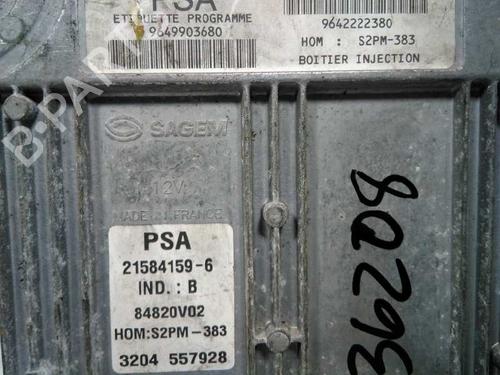 PSA
ETIQUETTE PROGRAMME
9649903680
9642222380
HOM : S2PM-383
BOITIER INJECTION
B-PARTS
SAGEM
12V
MADE IN FRANCE
PSA
21584159-6
IND. : B
84820V02
HOM:S2PM-383
3204 557928
36208